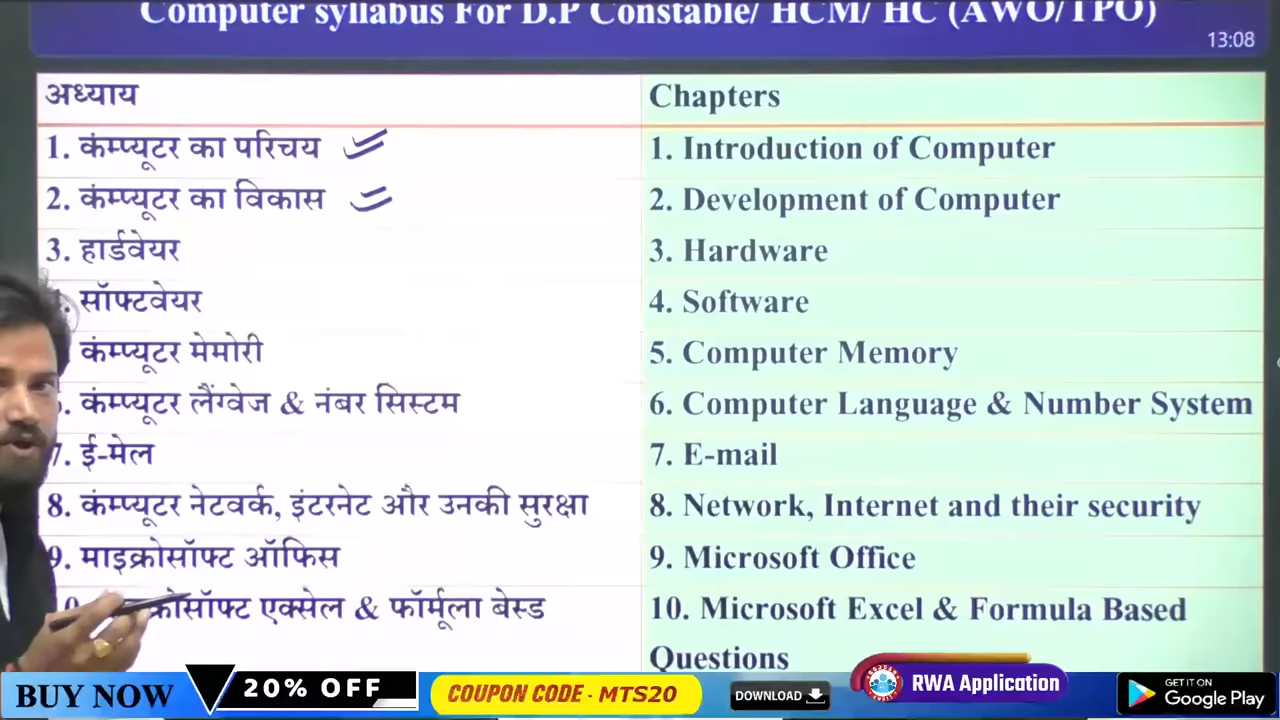 Computer syllabus For D.P Constable/ HCM/ HC (AWO/TPO)
13:08
अध्याय
Chapters
1. कंम्प्यूटर का परिचय
1. Introduction of Computer
2. कंम्प्यूटर का विकास
2. Development of Computer
3. हार्डवेयर
3. Hardware
सॉफ्टवेयर
4. Software
कंम्प्यूटर मेमोरी
5. Computer Memory
कंम्प्यूटर लैंग्वेज & नंबर सिस्टम
6. Computer Language & Number System
7. ई-मेल
7. E-mail
8. कंम्प्यूटर नेटवर्क, इंटरनेट और उनकी सुरक्षा
8. Network, Internet and their security
9. माइक्रोसॉफ्ट ऑफिस
9. Microsoft Office
एक्सेल & फॉर्मूला बेस्ड
10. Microsoft Excel & Formula Based
Questions
BUY NOW
20% OFF
COUPON CODE - MTS20
DOWNLOAD
RWA Application
GET IT ON
Google Play